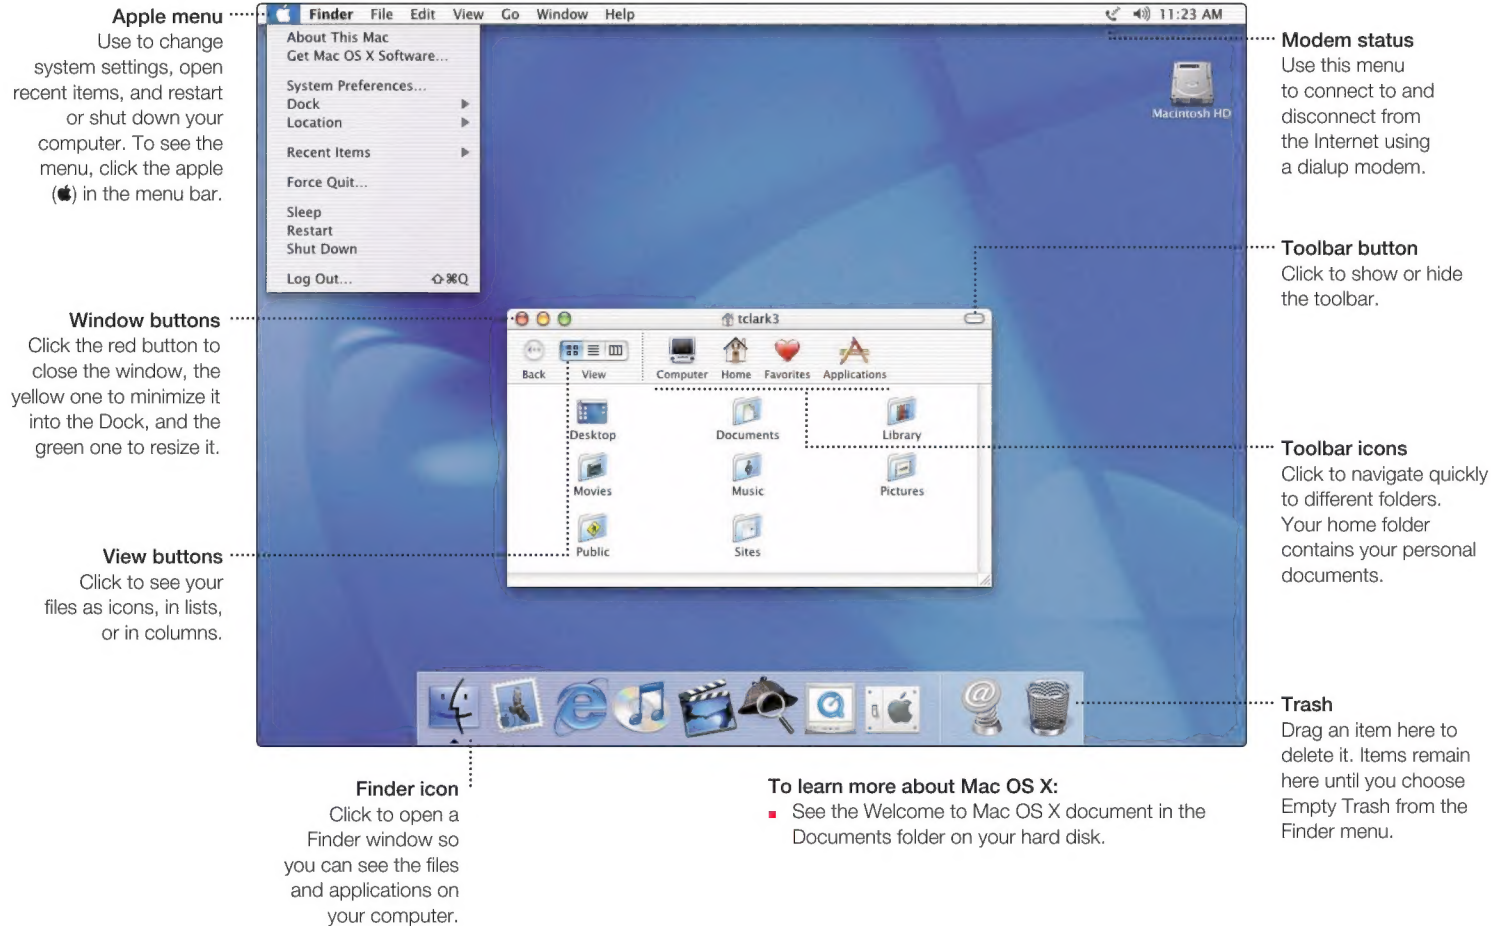 Apple menu
Use to change
system settings, open
recent items, and restart
or shut down your
computer. To see the
menu, click the apple
() in the menu bar.
Window buttons
Click the red button to
close the window, the
yellow one to minimize it
into the Dock, and the
green one to resize it.
View buttons
Click to see your
files as icons, in lists,
or in columns.
Finder File Edit View Go Window Help
11:23 AM
About This Mac
Get Mac OS X Software...
System Preferences...
Dock
Location
Recent Items
Force Quit...
Sleep
Restart
Shut Down
Log Out... ⇧⌘Q
Macintosh HD
tclark3
Back View Computer Home Favorites Applications
Desktop Documents Library
Movies Music Pictures
Public Sites
Modem status
Use this menu
to connect to and
disconnect from
the Internet using
a dialup modem.
Toolbar button
Click to show or hide
the toolbar.
Toolbar icons
Click to navigate quickly
to different folders.
Your home folder
contains your personal
documents.
Trash
Drag an item here to
delete it. Items remain
here until you choose
Empty Trash from the
Finder menu.
Finder icon
Click to open a
Finder window so
you can see the files
and applications on
your computer.
To learn more about Mac OS X:
■ See the Welcome to Mac OS X document in the
Documents folder on your hard disk.